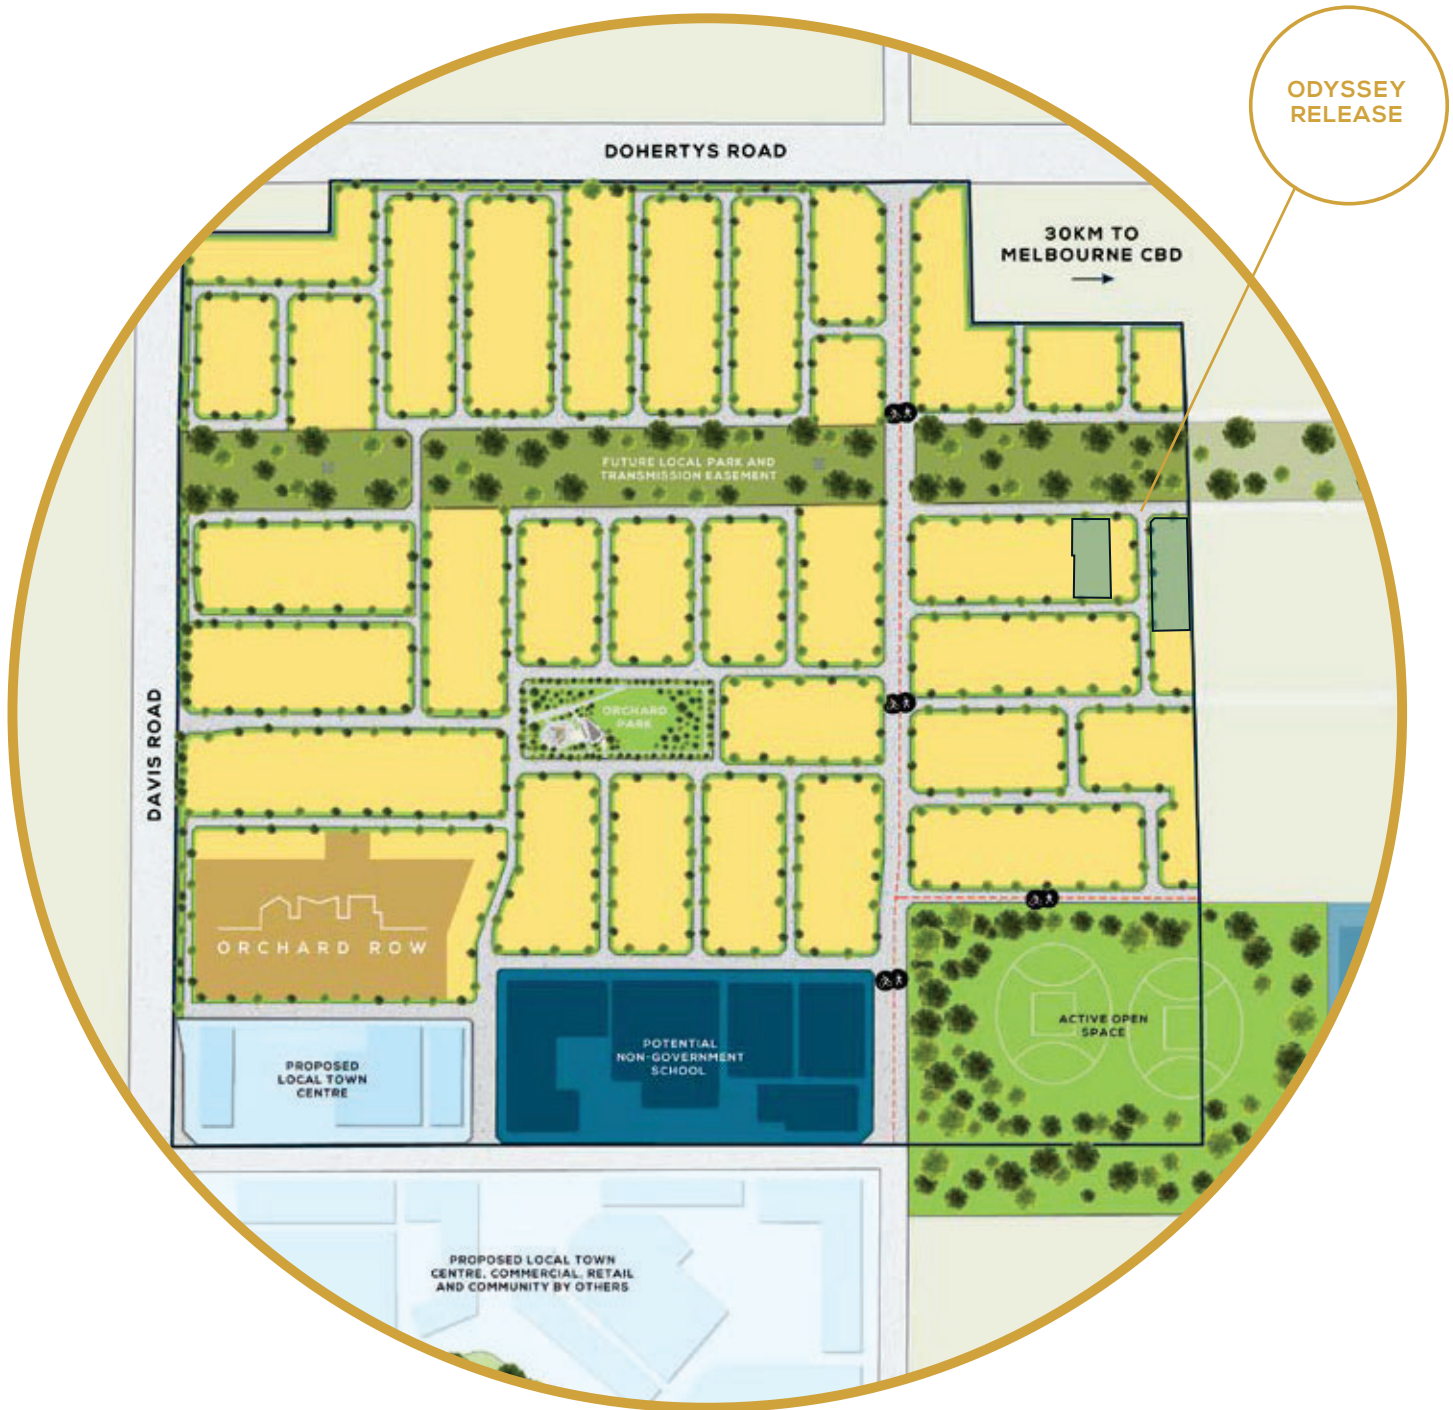 ODYSSEY
RELEASE
DOHERTYS ROAD
30KM TO
MELBOURNE CBD
FUTURE LOCAL PARK AND
TRANSMISSION EASEMENT
ORCHARD
PARK
DAVIS ROAD
ORCHARD ROW
ACTIVE OPEN
SPACE
POTENTIAL
NON-GOVERNMENT
SCHOOL
PROPOSED
LOCAL TOWN
CENTRE
PROPOSED LOCAL TOWN
CENTRE, COMMERCIAL, RETAIL
AND COMMUNITY BY OTHERS